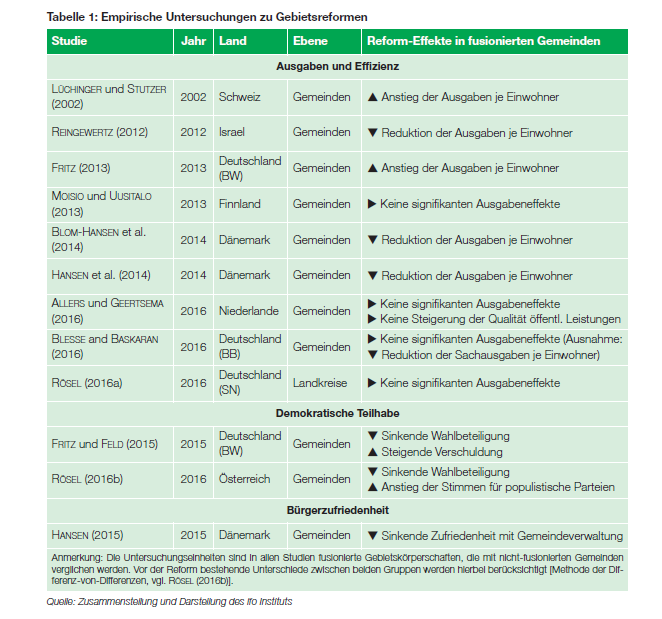 Tabelle 1: Empirische Untersuchungen zu Gebietsreformen
Studie Jahr Land Ebene Reform-Effekte in fusionierten Gemeinden
Ausgaben und Effizienz
LÜCHINGER und STUTZER
(2002) 2002 Schweiz Gemeinden ▲ Anstieg der Ausgaben je Einwohner
REINGEWERTZ (2012) 2012 Israel Gemeinden ▼ Reduktion der Ausgaben je Einwohner
FRITZ (2013) 2013 Deutschland
(BW) Gemeinden ▲ Anstieg der Ausgaben je Einwohner
MOISIO und UUSITALO
(2013) 2013 Finnland Gemeinden ▶ Keine signifikanten Ausgabeneffekte
BLOM-HANSEN et al.
(2014) 2014 Dänemark Gemeinden ▼ Reduktion der Ausgaben je Einwohner
HANSEN et al. (2014) 2014 Dänemark Gemeinden ▼ Reduktion der Ausgaben je Einwohner
ALLERS und GEERTSEMA
(2016) 2016 Niederlande Gemeinden ▶ Keine signifikanten Ausgabeneffekte
▶ Keine Steigerung der Qualität öffentl. Leistungen
BLESSE and BASKARAN
(2016) 2016 Deutschland
(BB) Gemeinden ▶ Keine signifikanten Ausgabeneffekte (Ausnahme:
▼ Reduktion der Sachausgaben je Einwohner)
RÖSEL (2016a) 2016 Deutschland
(SN) Landkreise ▶ Keine signifikanten Ausgabeneffekte
Demokratische Teilhabe
FRITZ und FELD (2015) 2015 Deutschland
(BW) Gemeinden ▼ Sinkende Wahlbeteiligung
▲ Steigende Verschuldung
RÖSEL (2016b) 2016 Österreich Gemeinden ▼ Sinkende Wahlbeteiligung
▲ Anstieg der Stimmen für populistische Parteien
Bürgerzufriedenheit
HANSEN (2015) 2015 Dänemark Gemeinden ▼ Sinkende Zufriedenheit mit Gemeindeverwaltung
Anmerkung: Die Untersuchungseinheiten sind in allen Studien fusionierte Gebietskörperschaften, die mit nicht-fusionierten Gemeinden
verglichen werden. Vor der Reform bestehende Unterschiede zwischen beiden Gruppen werden hierbei berücksichtigt [Methode der Dif-
ferenz-von-Differenzen, vgl. RÖSEL (2016b)].
Quelle: Zusammenstellung und Darstellung des ifo Instituts